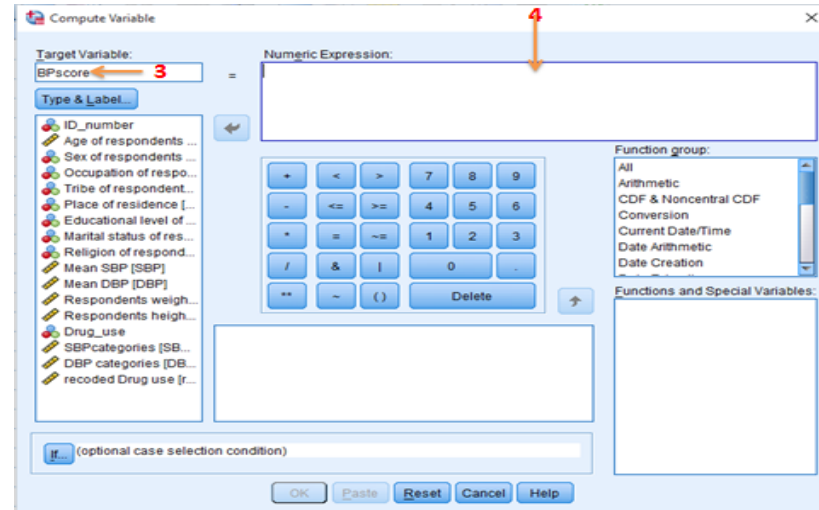 Compute Variable
4
Target Variable:
Numeric Expression:
BPscore
3
=
Type & Label...
ID_number
Age of respondents ...
Sex of respondents ...
Occupation of respo...
Tribe of respondent...
Place of residence [...
Educational level of ...
Marital status of res...
Religion of respond...
Mean SBP [SBP]
Mean DBP [DBP]
Respondents weigh...
Respondents heigh...
Drug_use
SBPcategories [SB...
DBP categories [DB...
recoded Drug use [r...
+ < > 7 8 9
- <= >= 4 5 6
* = ~= 1 2 3
/ & | 0 .
** ~ () Delete
Function group:
All
Arithmetic
CDF & Noncentral CDF
Conversion
Current Date/Time
Date Arithmetic
Date Creation
Functions and Special Variables:
If... (optional case selection condition)
OK Paste Reset Cancel Help